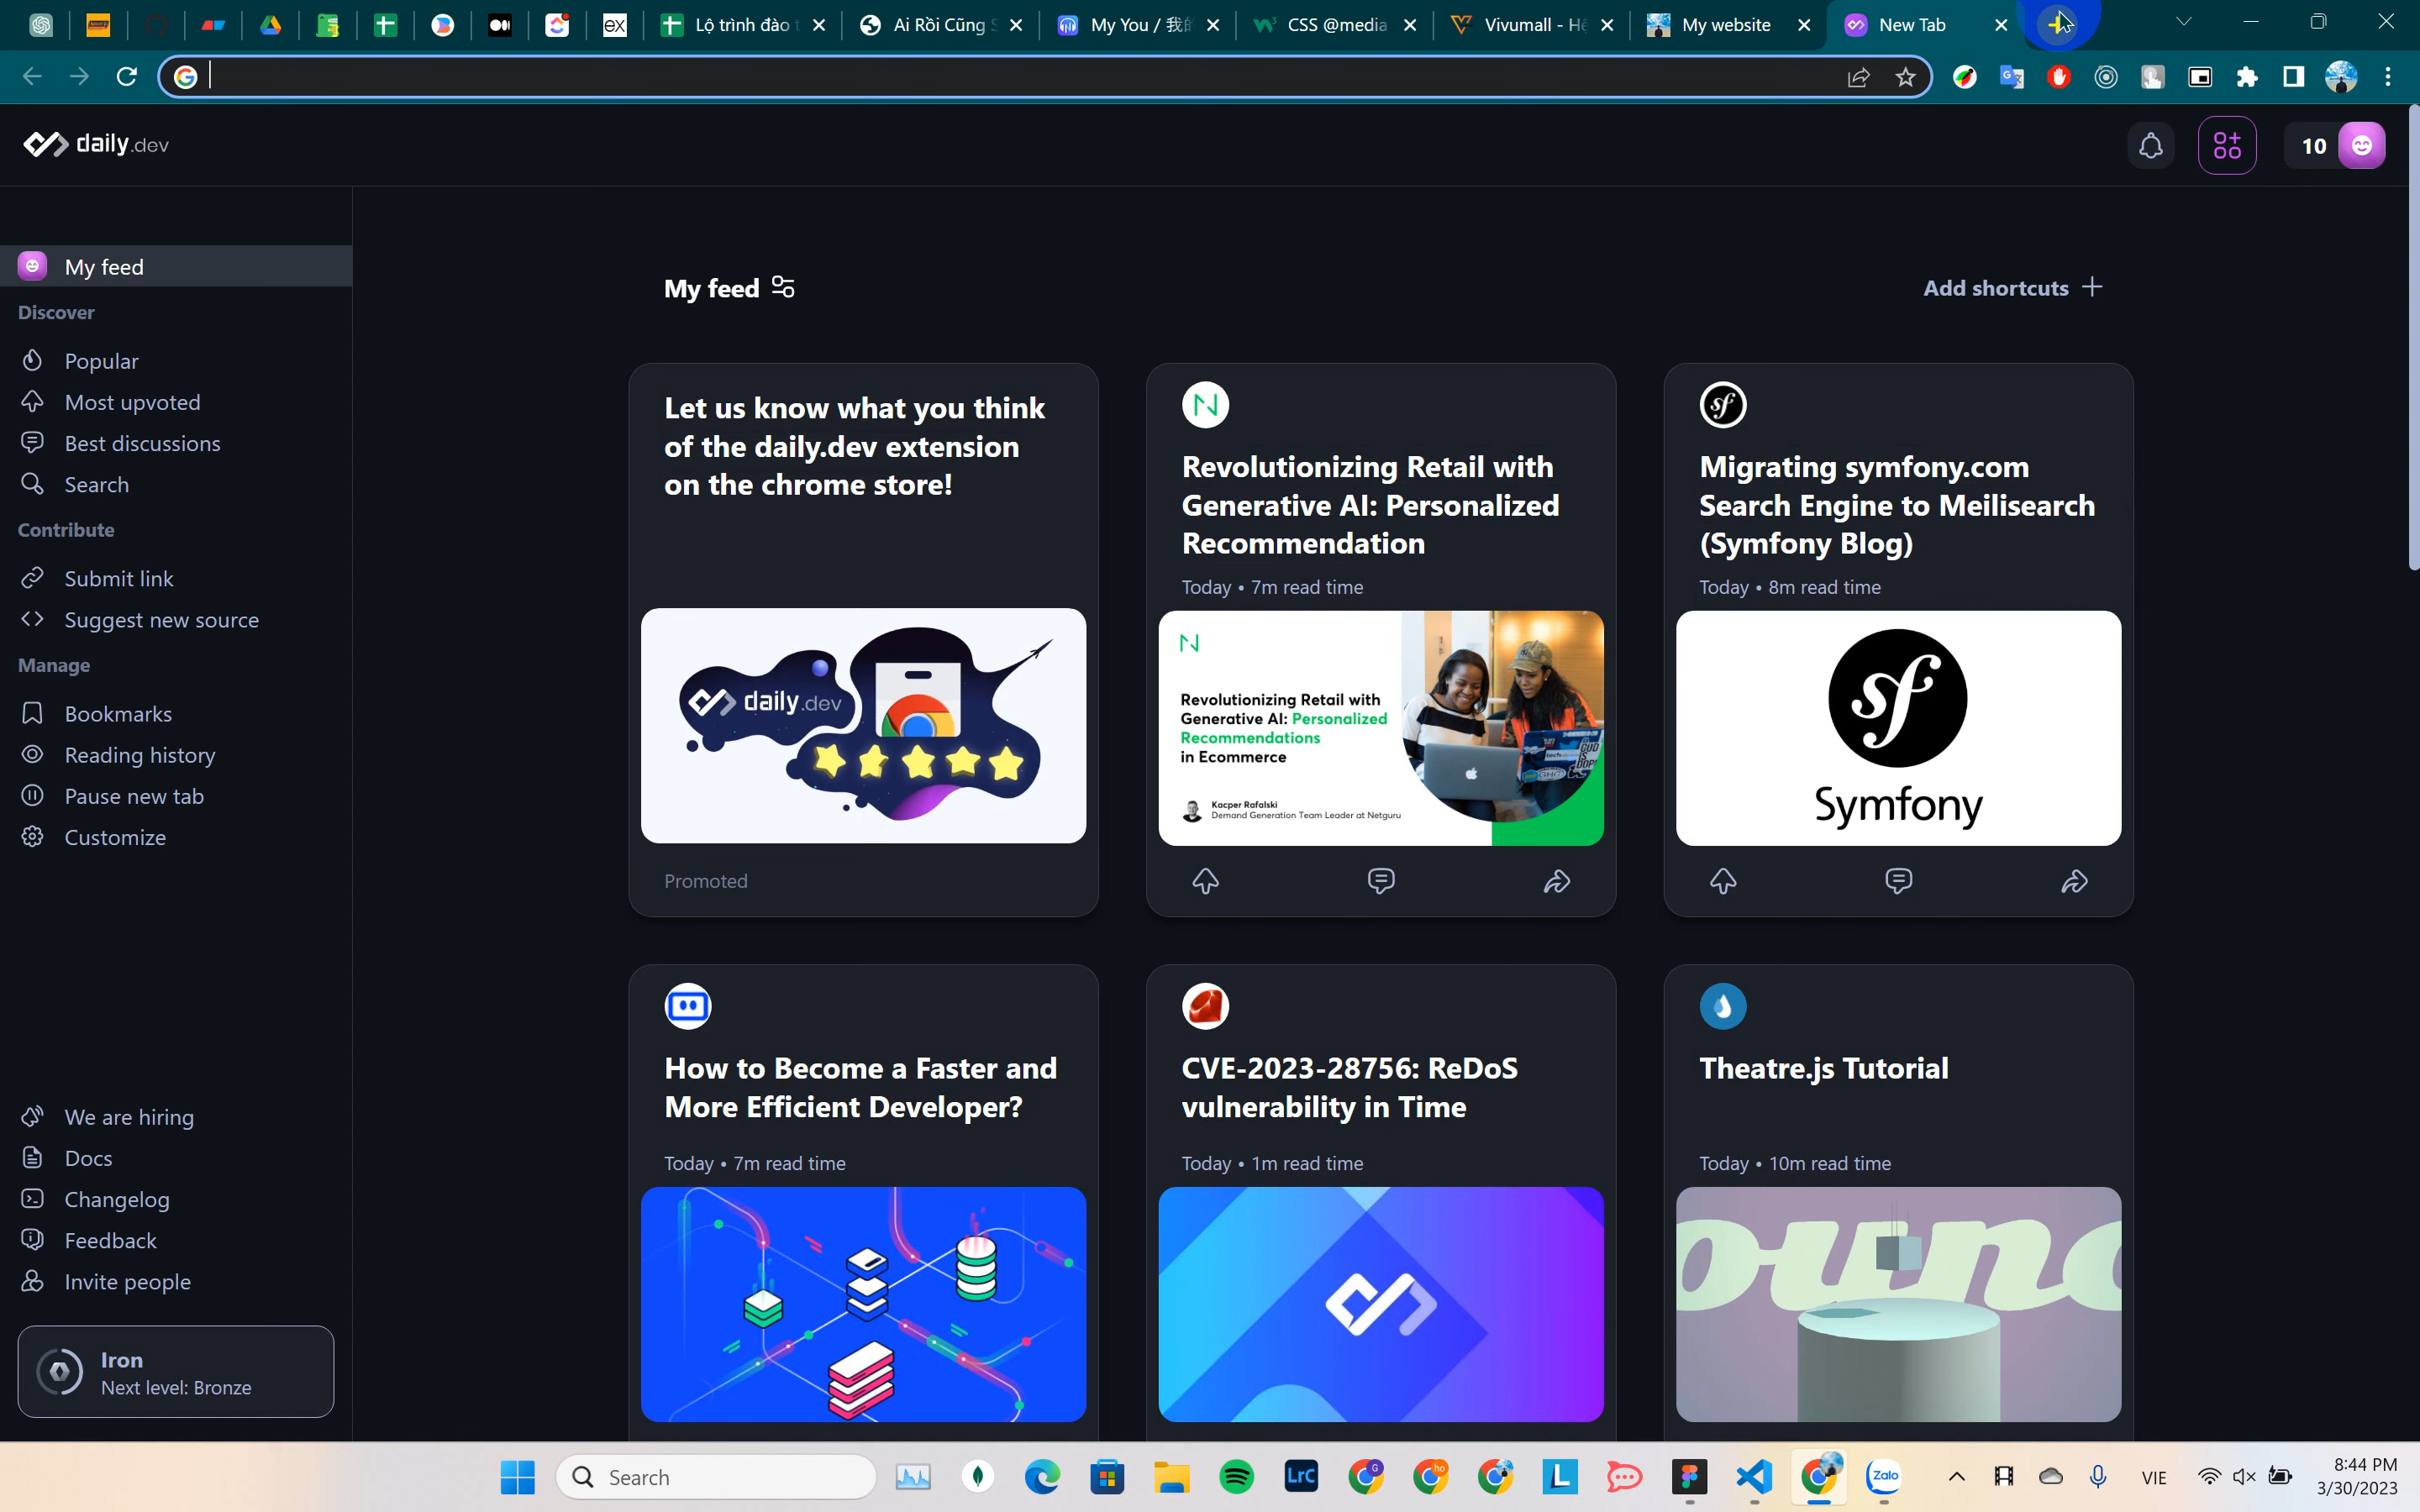 Lộ trình đào t
Ai Rồi Cũng S
My You / 我的
CSS @media
Vivumall - Hệ
My website
New Tab
daily.dev
10
My feed
Discover
Popular
Most upvoted
Best discussions
Search
Contribute
Submit link
Suggest new source
Manage
Bookmarks
Reading history
Pause new tab
Customize
We are hiring
Docs
Changelog
Feedback
Invite people
Iron
Next level: Bronze
My feed
Add shortcuts
Let us know what you think
of the daily.dev extension
on the chrome store!
daily.dev
Promoted
Revolutionizing Retail with
Generative AI: Personalized
Recommendation
Today • 7m read time
Revolutionizing Retail with
Generative AI: Personalized
Recommendations
in Ecommerce
Kacper Rafalski
Demand Generation Team Leader at Netguru
Migrating symfony.com
Search Engine to Meilisearch
(Symfony Blog)
Today • 8m read time
sf
Symfony
How to Become a Faster and
More Efficient Developer?
Today • 7m read time
CVE-2023-28756: ReDoS
vulnerability in Time
Today • 1m read time
Theatre.js Tutorial
Today • 10m read time
ound
Search
LrC
Zalo
VIE
8:44 PM
3/30/2023